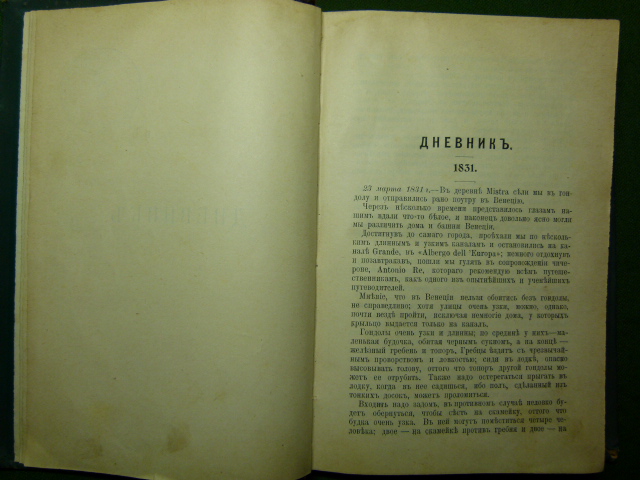 ДНЕВНИКЪ.
1831.
23 марта 1831 г.—Въ деревнѣ Mistra сѣли мы въ гон-
долу и отправились рано поутру въ Венецію.
Черезъ нѣсколько времени представилось глазамъ на-
шимъ вдали что-то бѣлое, и наконецъ довольно ясно могли
мы различить дома и башни Венеціи.
Достигнувъ до самаго города, проѣхали мы по нѣсколь-
ким длиннымъ и узкимъ каналамъ и остановились на ка-
налѣ Grande, въ «Albergo dell 'Europa»; немного отдохнув
и позавтракавъ, пошли мы гулять въ сопровожденіи чиче-
роне, Antonio Re, котораго рекомендую всѣмъ путеше-
ственникамъ, какъ одного изъ опытнѣйшихъ и ученѣйшихъ
путеводителей.
Мнѣніе, что въ Венеціи нельзя обойтись безъ гондолы,
не справедливо; хотя улицы очень узки, можно, однако,
почти вездѣ пройти, исключая немногіе дома, у которыхъ
крыльцо выдается только на каналъ.
Гондолы очень узки и длинны; по срединѣ у нихъ—ма-
ленькая будочка, обитая чернымъ сукномъ, а на концѣ—
желѣзный гребень и топоръ. Гребцы ѣздятъ съ чрезвычай-
нымъ проворствомъ и ловкостью; сидя въ лодкѣ, опасно
высовывать голову, оттого что топоръ другой гондолы мо-
жетъ ее отрубить. Также надо остерегаться прыгать въ
лодку, когда въ нее садишься, ибо полъ, сдѣланный изъ
тонкихъ досокъ, можетъ проломиться.
Входить надо задомъ, въ противномъ случаѣ неловко бу-
детъ обернуться, чтобы сѣсть на скамейку, оттого что
будка очень узка. Въ ней могутъ помѣститься четыре че-
ловѣка: двое — на скамейкѣ противъ гребня и двое — на